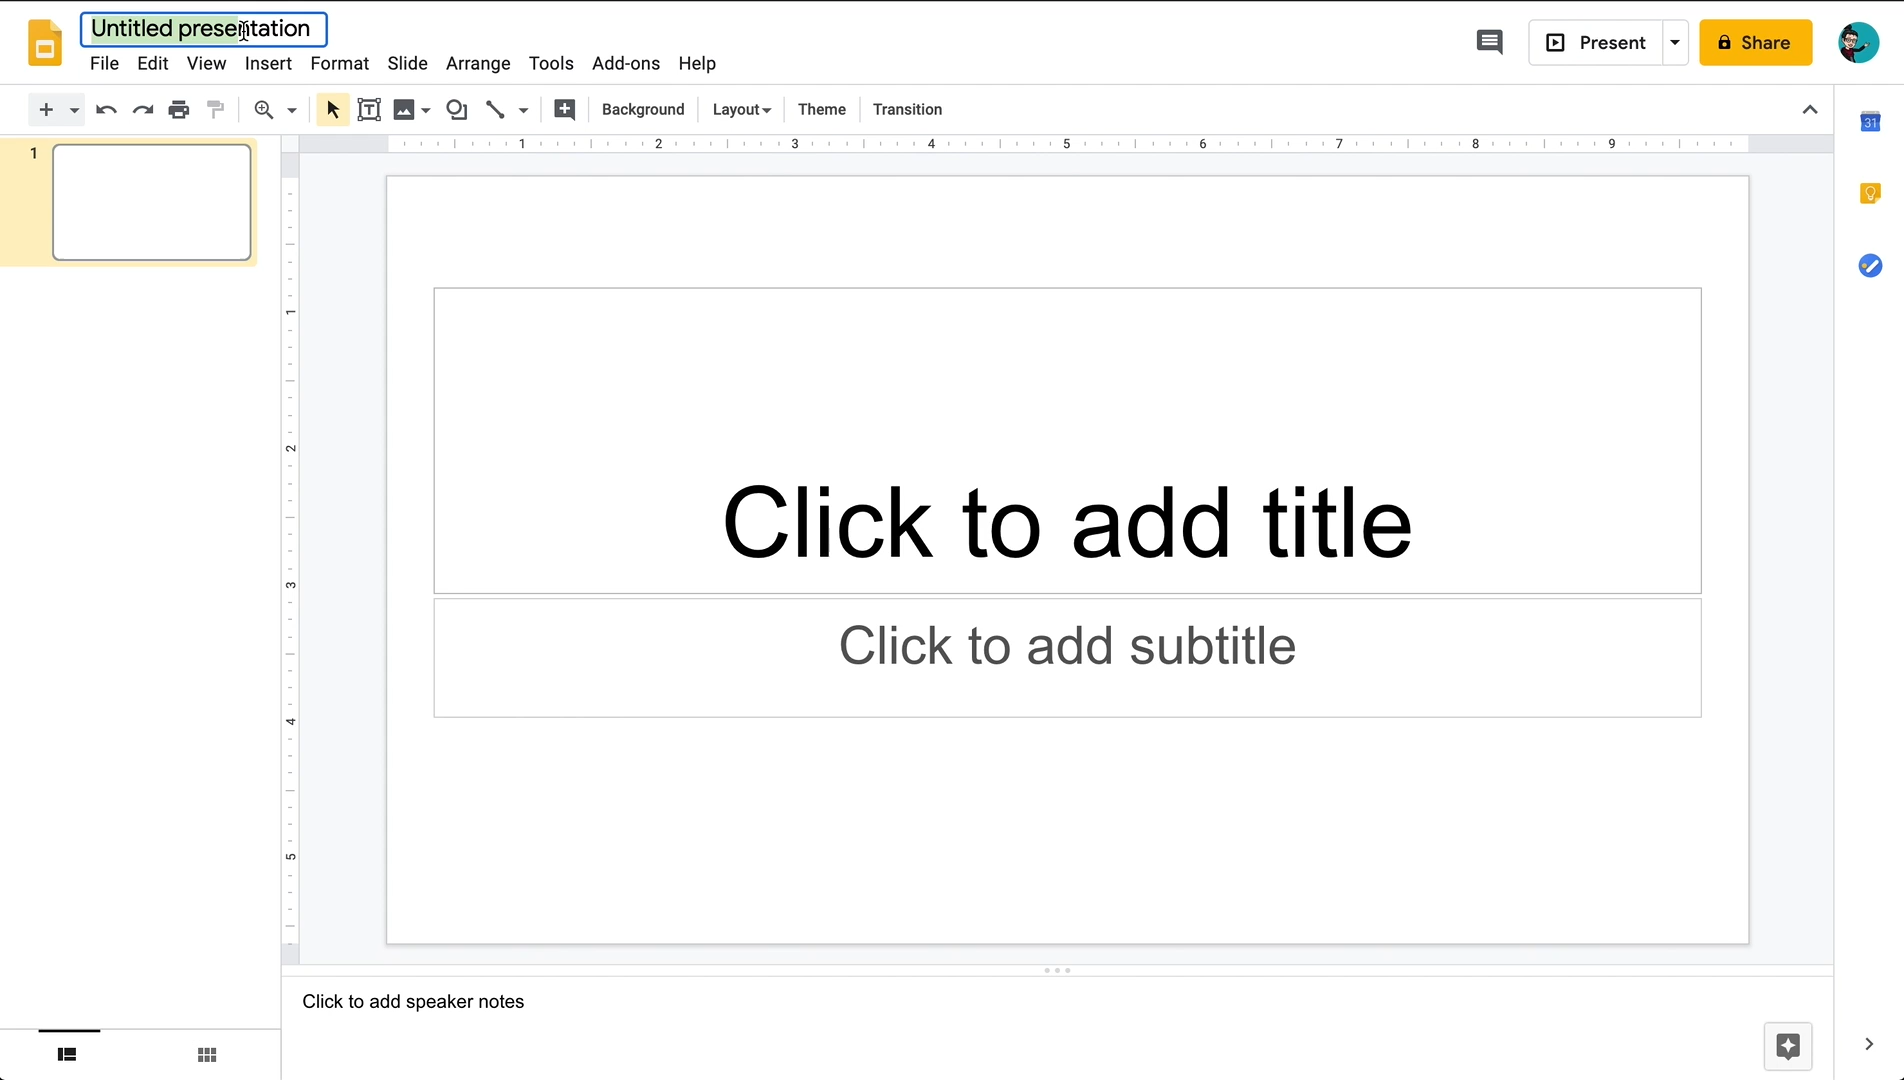 Untitled presentation
File Edit View Insert Format Slide Arrange Tools Add-ons Help
Present
Share
Background Layout Theme Transition
1 2 3 4 5 6 7 8 9
31
1
1
2
3
4
5
Click to add title
Click to add subtitle
Click to add speaker notes